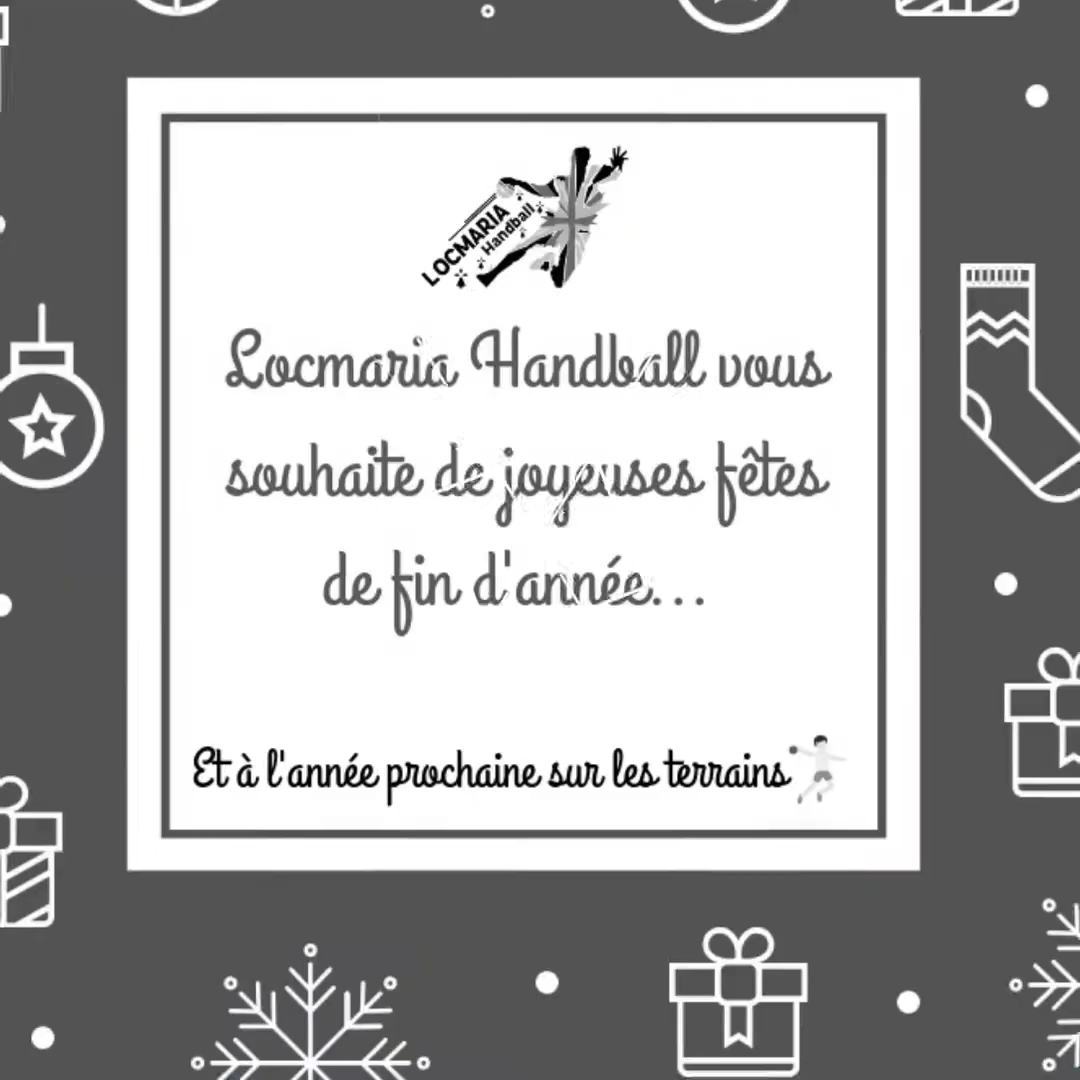 LOCMARIA
Handball
Locmaria Handball vous
souhaite de joyeuses fêtes
de fin d'année...
Et à l'année prochaine sur les terrains